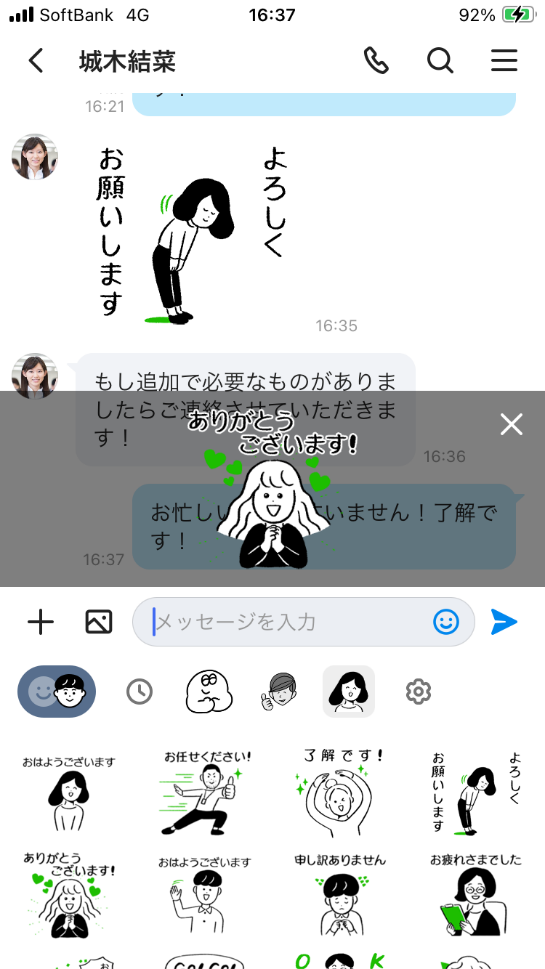 SoftBank 4G 16:37 92%
城木結菜
16:21
よろしく
お願いします
16:35
もし追加で必要なものがありま
したらご連絡させていただきま
す!
16:36
ありがとう
ございます!
お忙しい いません!了解で
す!
16:37
メッセージを入力
おはようございます
お任せください!
了解です!
よろしく
お願いします
ありがとう
ございます!
おはようございます
申し訳ありません
お疲れさまでした
GO!GO!
OK